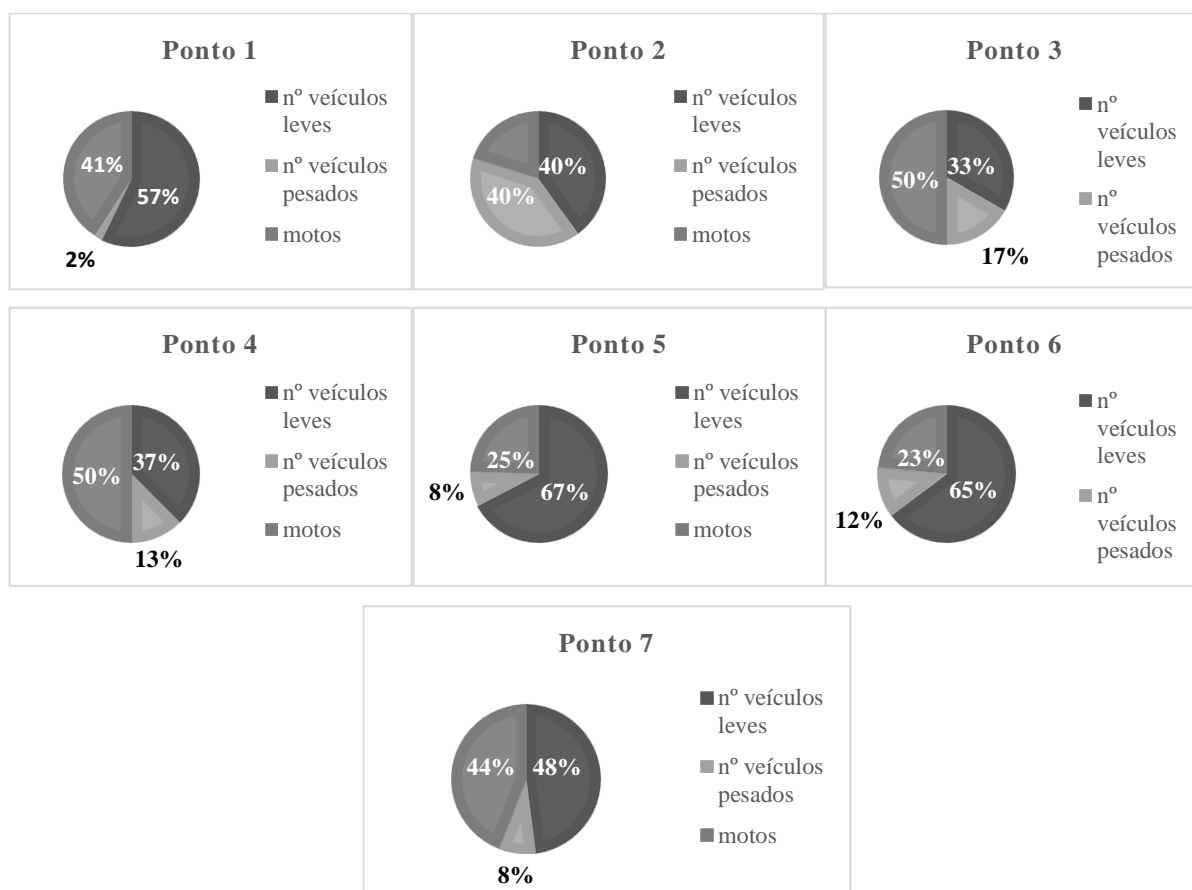 Ponto 1
nº veículos
leves
nº veículos
pesados
motos
41%
57%
2%
Ponto 2
nº veículos
leves
nº veículos
pesados
motos
40%
40%
Ponto 3
nº
veículos
leves
nº
veículos
pesados
33%
50%
17%
Ponto 4
nº veículos
leves
nº veículos
pesados
motos
37%
50%
13%
Ponto 5
nº veículos
leves
nº veículos
pesados
motos
25%
8%
67%
Ponto 6
nº
veículos
leves
nº
veículos
pesados
23%
65%
12%
Ponto 7
nº veículos
leves
nº veículos
pesados
motos
44%
48%
8%